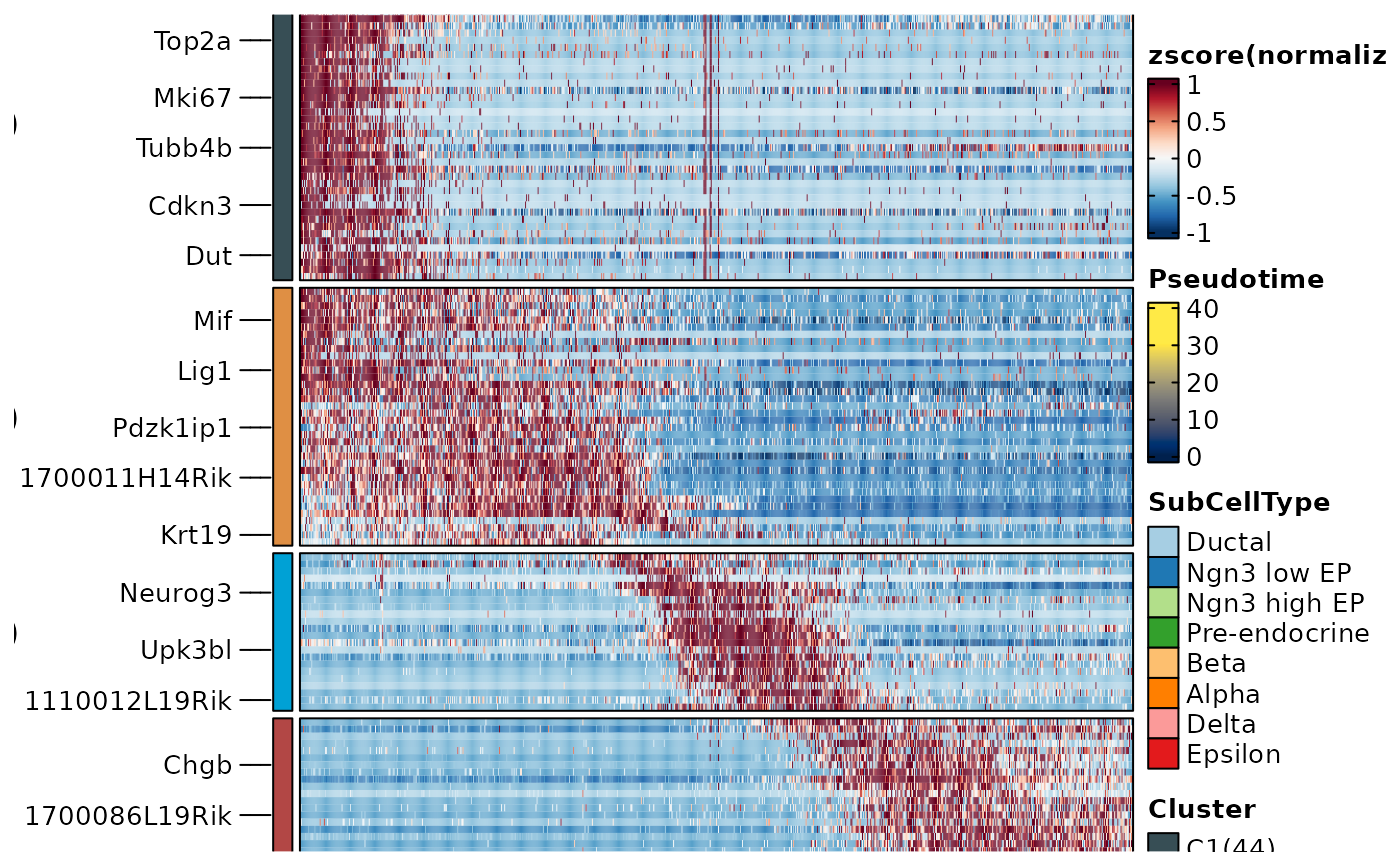 Top2a
Mki67
Tubb4b
Cdkn3
Dut
Mif
Lig1
Pdzk1ip1
1700011H14Rik
Krt19
Neurog3
Upk3bl
1110012L19Rik
Chgb
1700086L19Rik
zscore(normaliz
1
0.5
0
-0.5
-1
Pseudotime
40
30
20
10
0
SubCellType
Ductal
Ngn3 low EP
Ngn3 high EP
Pre-endocrine
Beta
Alpha
Delta
Epsilon
Cluster
C1(44)